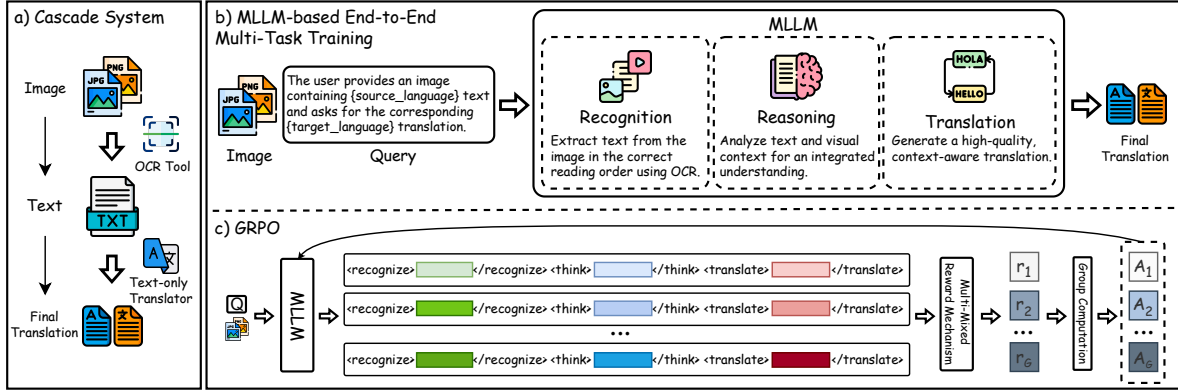 a) Cascade System
Image
JPG
PNG
OCR Tool
Text
TXT
A 文
Text-only
Translator
Final
Translation
A 文
b) MLLM-based End-to-End
Multi-Task Training
JPG
PNG
Image
The user provides an image
containing {source_language} text
and asks for the corresponding
{target_language} translation.
Query
MLLM
Recognition
Extract text from the
image in the correct
reading order using OCR.
Reasoning
Analyze text and visual
context for an integrated
understanding.
HOLA
HELLO
Translation
Generate a high-quality,
context-aware translation.
A 文
Final
Translation
c) GRPO
Q
MLLM
<recognize> </recognize> <think> </think> <translate> </translate>
<recognize> </recognize> <think> </think> <translate> </translate>
...
<recognize> </recognize> <think> </think> <translate> </translate>
Multi-Mixed
Reward Mechanism
r1
r2
...
rG
Group Computation
A1
A2
...
AG